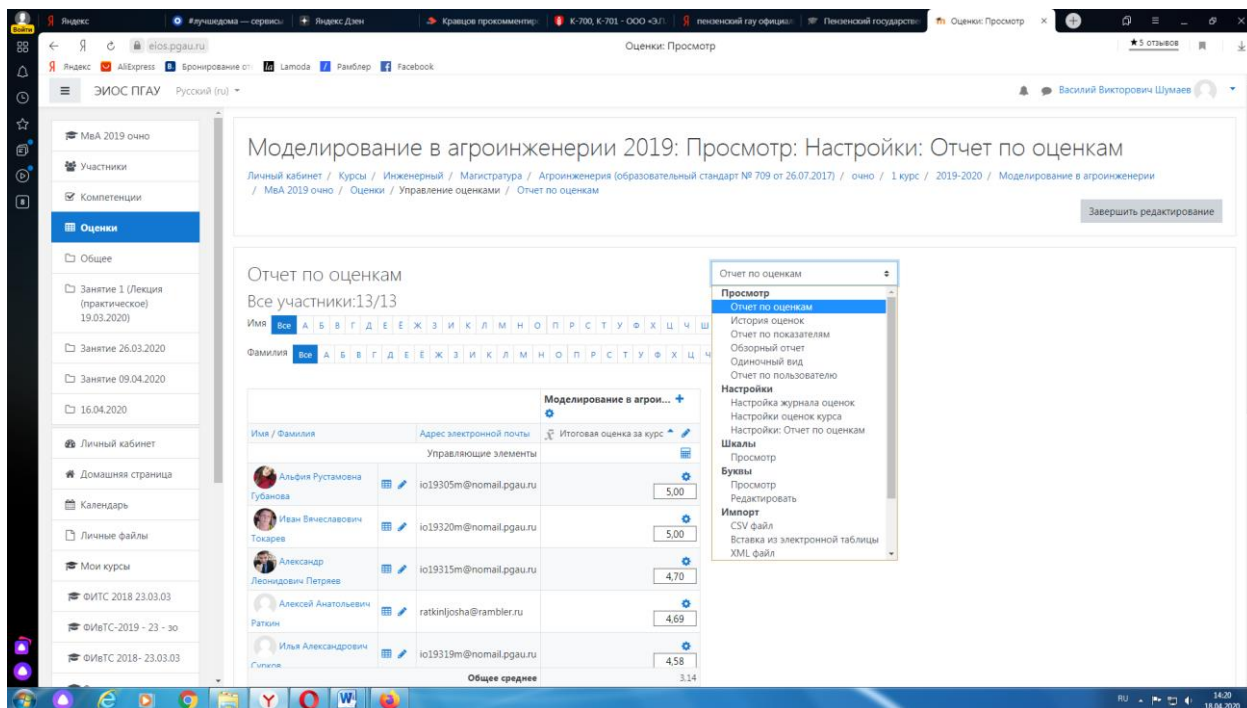 Войти
Яндекс
#лучшедома — сервисы
Яндекс Дзен
Кравцов прокомментир
К-700, К-701 - ООО «ЭЛ
пензенский гау официал
Пензенский государстве
Оценки: Просмотр
eios.pgau.ru
Оценки: Просмотр
★5 отзывов
Яндекс AliExpress Бронирование от Lamoda Рамблер Facebook
ЭИОС ПГАУ Русский (ru)
Василий Викторович Шумаев
МвА 2019 очно
Участники
Компетенции
Оценки
Общее
Занятие 1 (Лекция
(практическое)
19.03.2020)
Занятие 26.03.2020
Занятие 09.04.2020
16.04.2020
Личный кабинет
Домашняя страница
Календарь
Личные файлы
Мои курсы
ФИТС 2018 23.03.03
ФИвТС-2019 - 23 - зо
ФИвТС 2018- 23.03.03
Моделирование в агроинженерии 2019: Просмотр: Настройки: Отчет по оценкам
Личный кабинет / Курсы / Инженерный / Магистратура / Агроинженерия (образовательный стандарт № 709 от 26.07.2017) / очно / 1 курс / 2019-2020 / Моделирование в агроинженерии
/ МвА 2019 очно / Оценки / Управление оценками / Отчет по оценкам
Завершить редактирование
Отчет по оценкам
Все участники:13/13
Имя Все А Б В Г Д Е Ё Ж З И К Л М Н О П Р С Т У Ф Х Ц Ч Ш
Фамилия Все А Б В Г Д Е Ё Ж З И К Л М Н О П Р С Т У Ф Х Ц Ч
Моделирование в агрои... +
Имя / Фамилия Адрес электронной почты x̄ Итоговая оценка за курс
Управляющие элементы
Альфия Рустамовна
Губанова
io19305m@nomail.pgau.ru
5,00
Иван Вячеславович
Токарев
io19320m@nomail.pgau.ru
5,00
Александр
Леонидович Петряев
io19315m@nomail.pgau.ru
4,70
Алексей Анатольевич
Раткин
ratkinljosha@rambler.ru
4,69
Илья Александрович
Сурков
io19319m@nomail.pgau.ru
4,58
Общее среднее 3,14
Отчет по оценкам
Просмотр
Отчет по оценкам
История оценок
Отчет по показателям
Обзорный отчет
Одиночный вид
Отчет по пользователю
Настройки
Настройка журнала оценок
Настройки оценок курса
Настройки: Отчет по оценкам
Шкалы
Просмотр
Буквы
Просмотр
Редактировать
Импорт
CSV файл
Вставка из электронной таблицы
XML файл
RU
14:20
18.04.2020